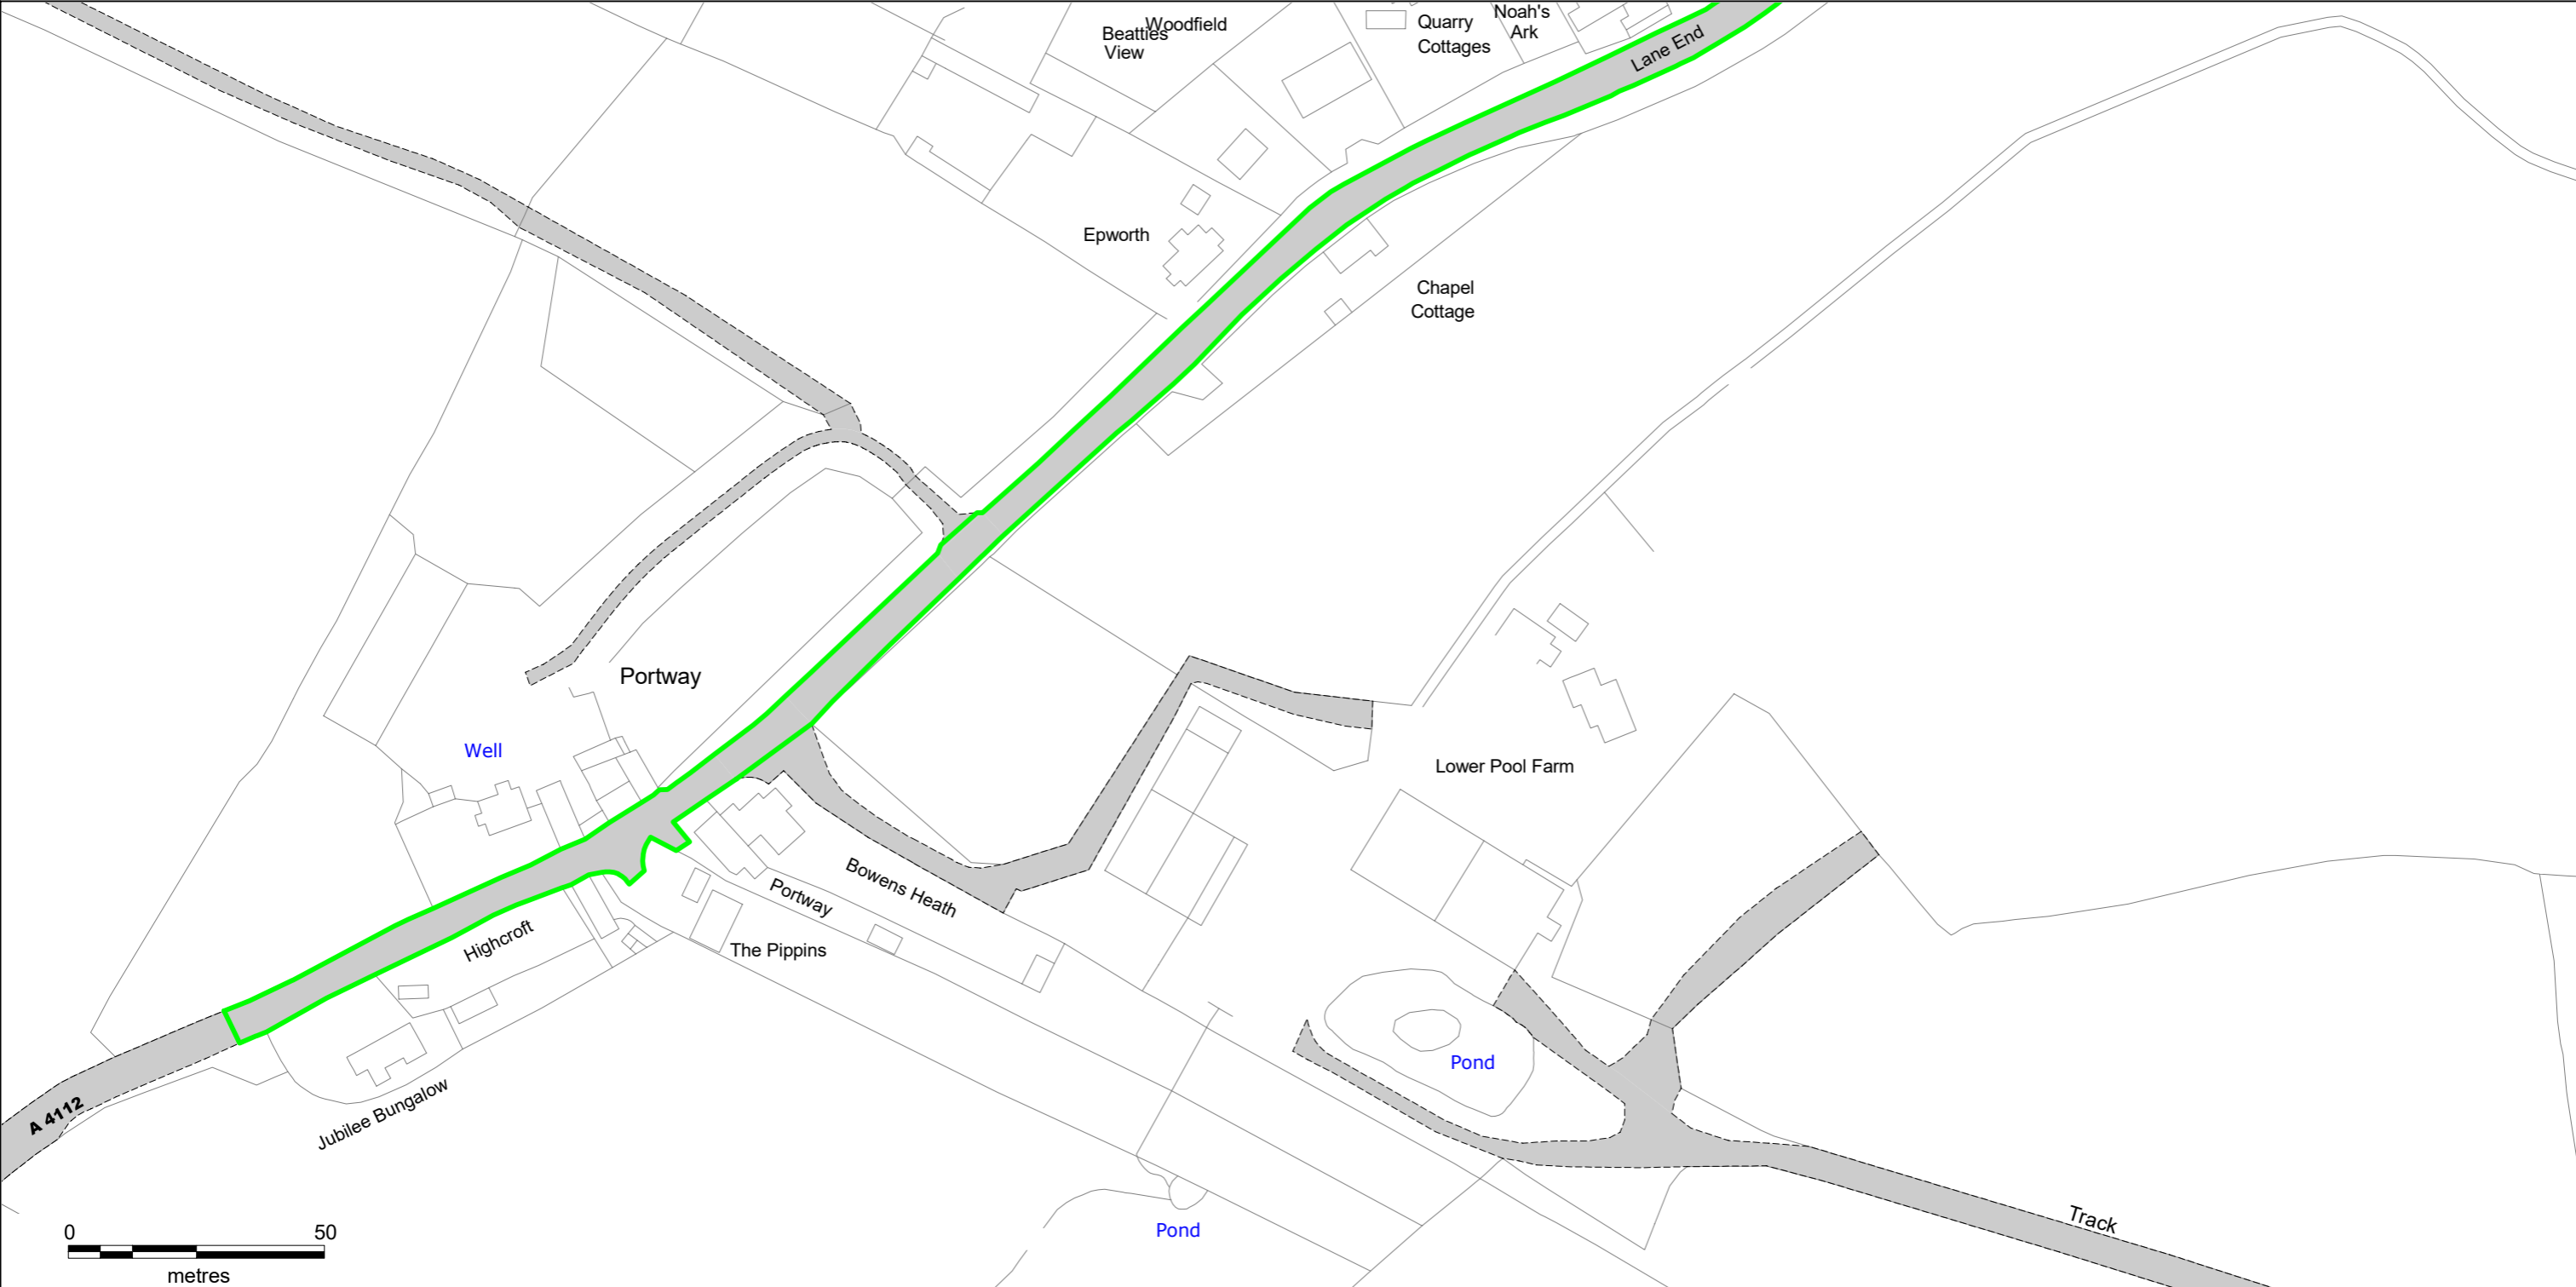 Woodfield
Beatties
View
Quarry
Cottages
Noah's
Ark
Lane End
Epworth
Chapel
Cottage
Portway
Well
Lower Pool Farm
Bowens Heath
Portway
The Pippins
Highcroft
Jubilee Bungalow
A 4112
Pond
Pond
Track
0 50
metres